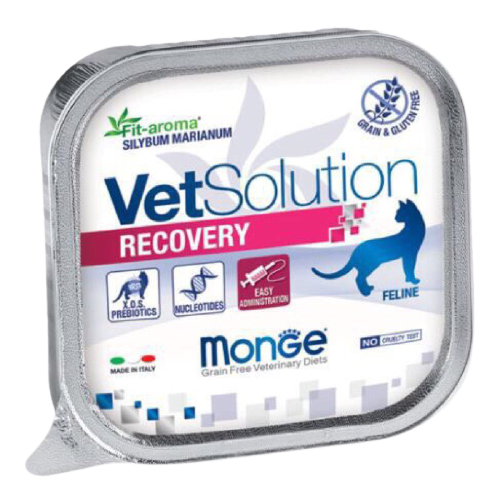 Fit-aroma®
SILYBUM MARIANUM
GRAIN & GLUTEN FREE
VetSolution
RECOVERY
X.O.S.
PREBIOTICS
NUCLEOTIDES
EASY
ADMINISTRATION
FELINE
MONGE
Grain Free Veterinary Diets
NO CRUELTY TEST
MADE IN ITALY